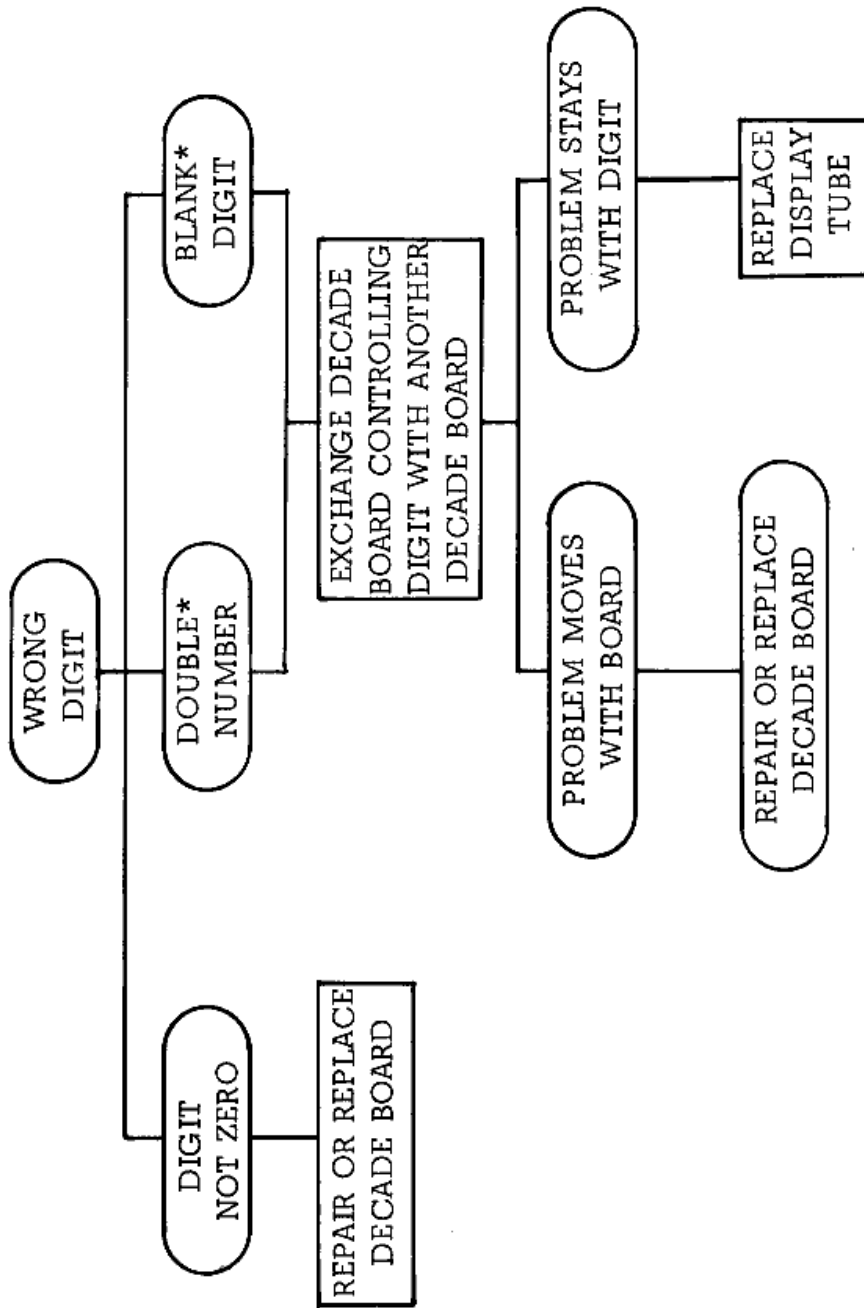 WRONG
DIGIT
DIGIT
NOT ZERO
DOUBLE*
NUMBER
BLANK*
DIGIT
REPAIR OR REPLACE
DECADE BOARD
EXCHANGE DECADE
BOARD CONTROLLING
DIGIT WITH ANOTHER
DECADE BOARD
PROBLEM MOVES
WITH BOARD
PROBLEM STAYS
WITH DIGIT
REPAIR OR REPLACE
DECADE BOARD
REPLACE
DISPLAY
TUBE